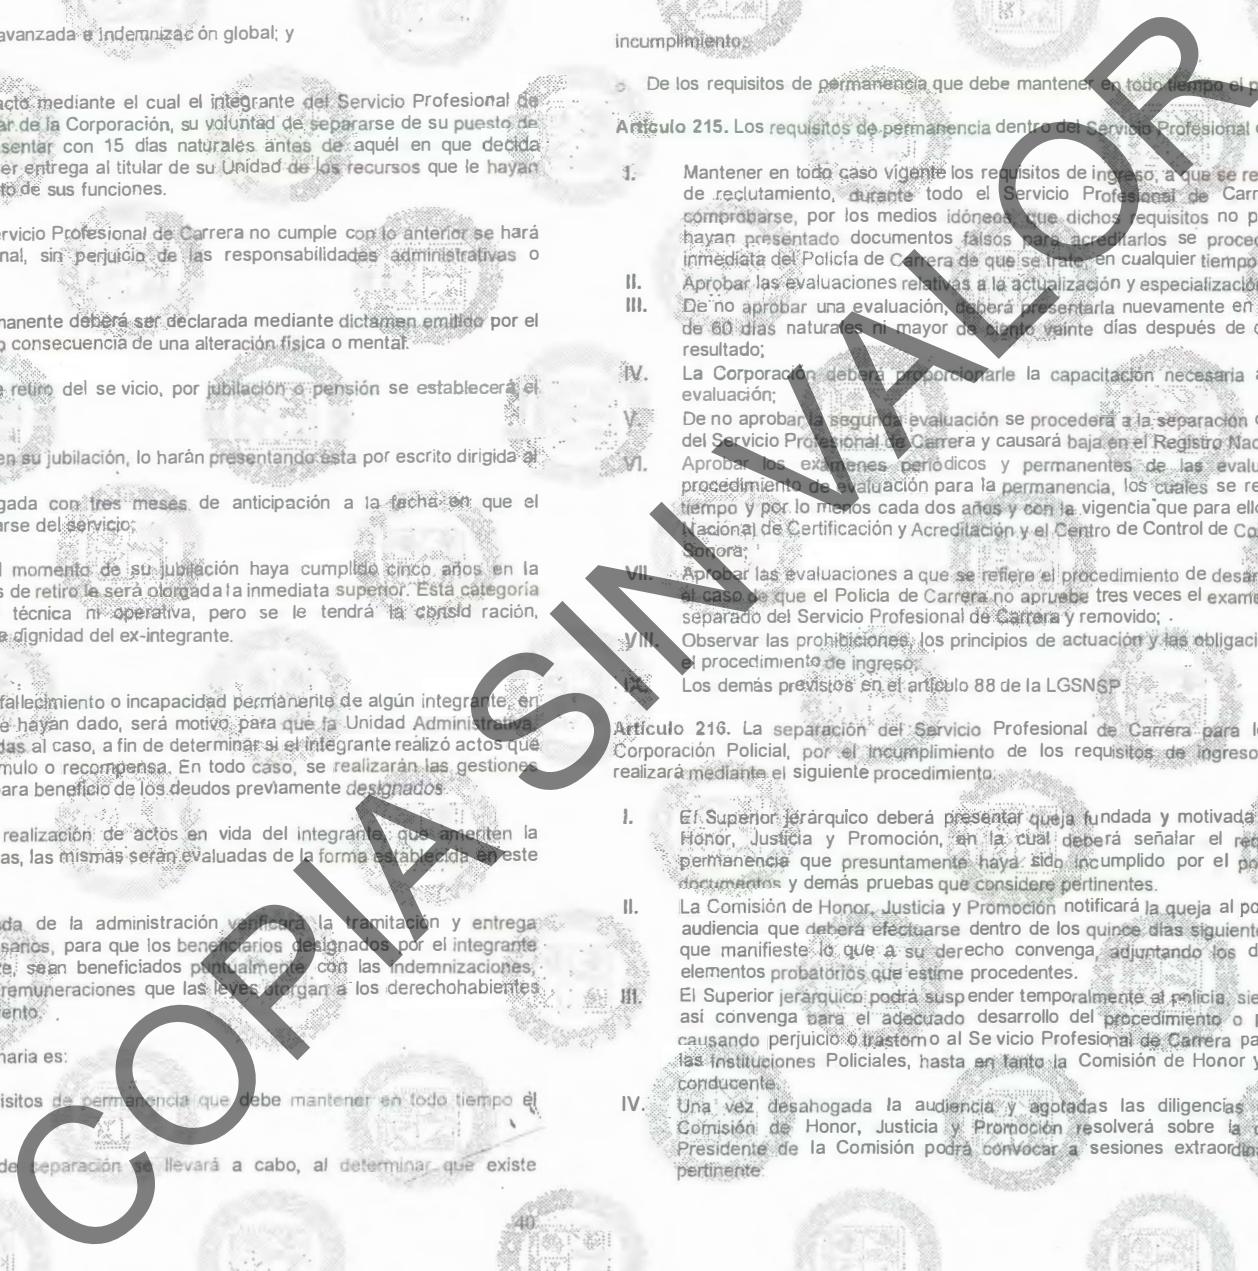 avanzada e indemnizac ón global; y
acto mediante el cual el integrante del Servicio Profesional de
ar de la Corporación, su voluntad de separarse de su puesto de
sentar con 15 días naturales antes de aquél en que decida
er entrega al titular de su Unidad de los recursos que le hayan
to de sus funciones.
ervicio Profesional de Carrera no cumple con lo anterior se hará
nal, sin perjuicio de las responsabilidades administrativas o
manente deberá ser declarada mediante dictamen emitido por el
o consecuencia de una alteración física o mental.
e retiro del se vicio, por jubilación o pensión se establecerá el
en su jubilación, lo harán presentando ésta por escrito dirigida al
gada con tres meses de anticipación a la fecha en que el
arse del servicio;
l momento de su jubilación haya cumplido cinco años en la
s de retiro le será otorgada la inmediata superior. Esta categoría
técnica ni operativa, pero se le tendrá la consid ración,
a dignidad del ex-integrante.
fallecimiento o incapacidad permanente de algún integrante, en
e hayan dado, será motivo para que la Unidad Administrativa
das al caso, a fin de determinar si el integrante realizó actos que
mulo o recompensa. En todo caso, se realizarán las gestiones
ara beneficio de los deudos previamente designados
realización de actos en vida del integrante, que ameriten la
as, las mismas serán evaluadas de la forma establecida en este
da de la administración verificará la tramitación y entrega
sarios, para que los beneficiarios designados por el integrante
e, sean beneficiados puntualmente con las indemnizaciones,
remuneraciones que las leyes otorgan a los derechohabientes
ento.
naria es:
isitos de permanencia que debe mantener en todo tiempo el
de separación se llevará a cabo, al determinar que existe
40
incumplimiento;
De los requisitos de permanencia que debe mantener en todo tiempo el p
Artículo 215. Los requisitos de permanencia dentro del Servicio Profesional
I. Mantener en todo caso vigente los requisitos de ingreso, a que se re
de reclutamiento, durante todo el Servicio Profesional de Carr
comprobarse, por los medios idóneos, que dichos requisitos no p
hayan presentado documentos falsos para acreditarlos se proced
inmediata del Policía de Carrera de que se trate, en cualquier tiempo
II. Aprobar las evaluaciones relativas a la actualización y especializació
III. De no aprobar una evaluación, deberá presentarla nuevamente en
de 60 días naturales ni mayor de ciento veinte días después de q
resultado;
IV. La Corporación deberá proporcionarle la capacitación necesaria a
evaluación;
V. De no aprobar la segunda evaluación se procederá a la separación d
del Servicio Profesional de Carrera y causará baja en el Registro Nac
VI. Aprobar los exámenes periódicos y permanentes de las evalu
procedimiento de evaluación para la permanencia, los cuales se re
tiempo y por lo menos cada dos años y con la vigencia que para ello
Nacional de Certificación y Acreditación y el Centro de Control de Co
Sonora;
VII. Aprobar las evaluaciones a que se refiere el procedimiento de desar
el caso de que el Policía de Carrera no apruebe tres veces el exame
separado del Servicio Profesional de Carrera y removido;
VIII. Observar las prohibiciones, los principios de actuación y las obligaci
el procedimiento de ingreso;
IX. Los demás previstos en el artículo 88 de la LGSNSP
Artículo 216. La separación del Servicio Profesional de Carrera para l
Corporación Policial, por el incumplimiento de los requisitos de ingreso
realizará mediante el siguiente procedimiento:
I. El Superior jerárquico deberá presentar queja fundada y motivada
Honor, Justicia y Promoción, en la cual deberá señalar el req
permanencia que presuntamente haya sido incumplido por el po
documentos y demás pruebas que considere pertinentes.
II. La Comisión de Honor, Justicia y Promoción notificará la queja al po
audiencia que deberá efectuarse dentro de los quince días siguiente
que manifieste lo que a su derecho convenga, adjuntando los d
elementos probatorios que estime procedentes.
III. El Superior jerárquico podrá susp ender temporalmente al policía, sie
así convenga para el adecuado desarrollo del procedimiento o
causando perjuicio o trastorno al Se vicio Profesional de Carrera pa
las Instituciones Policiales, hasta en tanto la Comisión de Honor y
conducente.
IV. Una vez desahogada la audiencia y agotadas las diligencias
Comisión de Honor, Justicia y Promoción resolverá sobre la
Presidente de la Comisión podrá convocar a sesiones extraordina
pertinente.
COPIA SIN VALOR